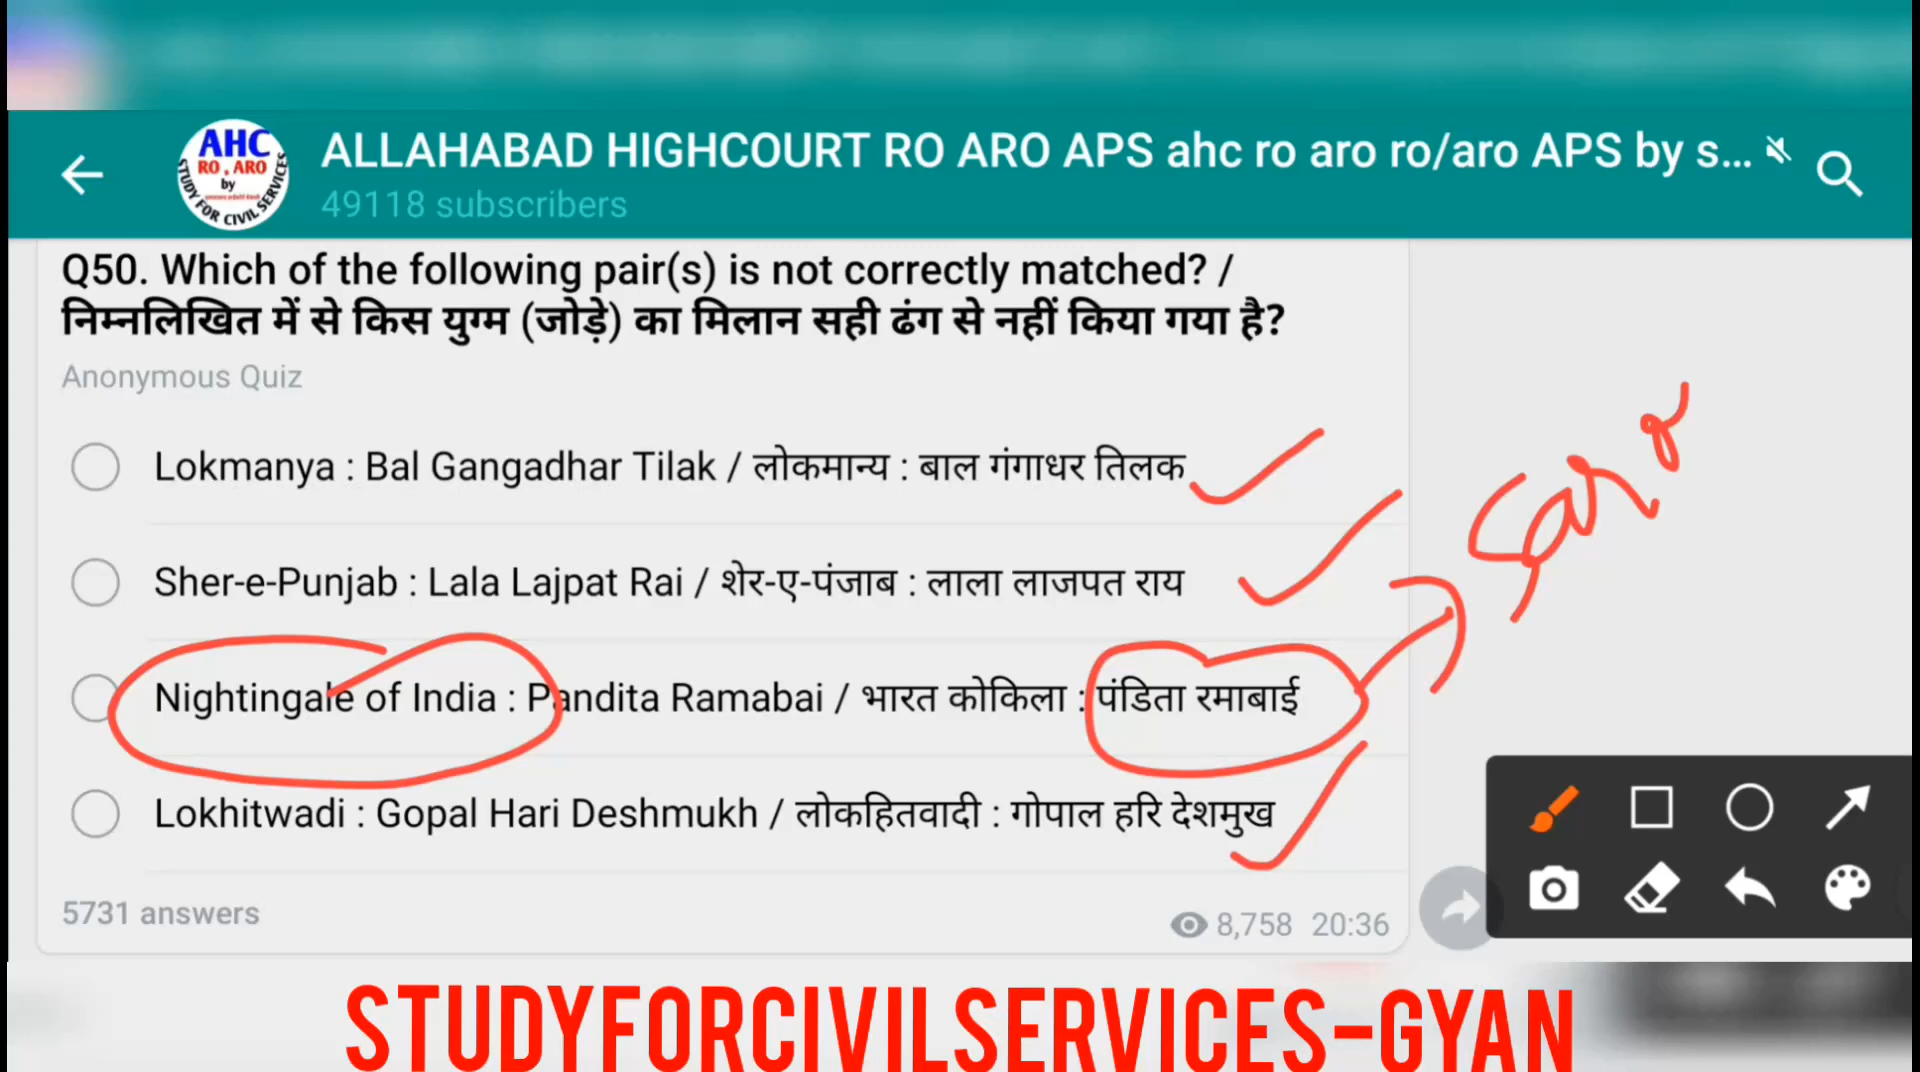 AHC
RO , ARO
by
STUDY FOR CIVIL SERVICES
ALLAHABAD HIGHCOURT RO ARO APS ahc ro aro ro/aro APS by s...
49118 subscribers
Q50. Which of the following pair(s) is not correctly matched? /
निम्नलिखित में से किस युग्म (जोड़े) का मिलान सही ढंग से नहीं किया गया है?
Anonymous Quiz
Lokmanya : Bal Gangadhar Tilak / लोकमान्य : बाल गंगाधर तिलक
Sher-e-Punjab : Lala Lajpat Rai / शेर-ए-पंजाब : लाला लाजपत राय
Nightingale of India : Pandita Ramabai / भारत कोकिला : पंडिता रमाबाई
Lokhitwadi : Gopal Hari Deshmukh / लोकहितवादी : गोपाल हरि देशमुख
Saro
5731 answers
8,758 20:36
STUDYFORCIVILSERVICES-GYAN